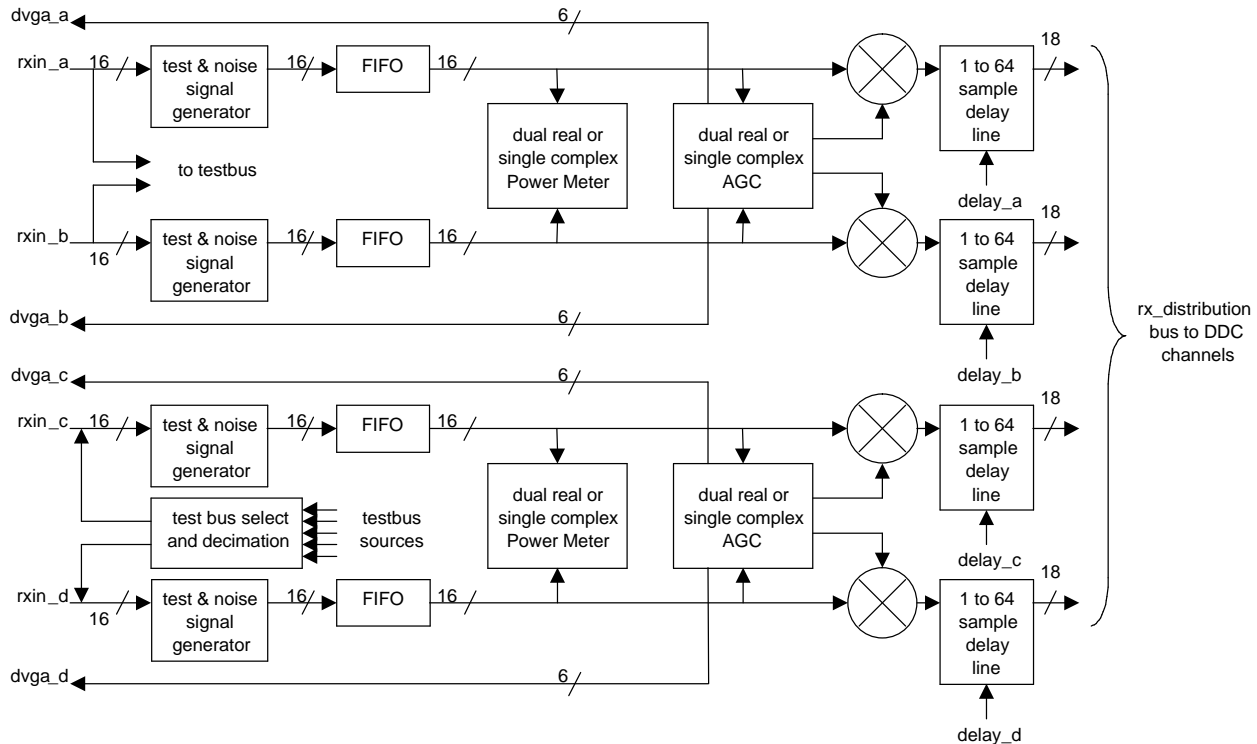 dvga_a
6
rxin_a
16
test & noise
signal
generator
16
FIFO
16
18
1 to 64
sample
delay
line
dual real or
single complex
Power Meter
dual real or
single complex
AGC
to testbus
delay_a
rxin_b
16
test & noise
signal
generator
16
FIFO
16
18
1 to 64
sample
delay
line
dvga_b
6
rx_distribution
bus to DDC
channels
delay_b
dvga_c
6
rxin_c
16
test & noise
signal
generator
16
FIFO
16
18
1 to 64
sample
delay
line
dual real or
single complex
Power Meter
dual real or
single complex
AGC
test bus select
and decimation
testbus
sources
delay_c
rxin_d
16
test & noise
signal
generator
16
FIFO
16
18
1 to 64
sample
delay
line
dvga_d
6
delay_d